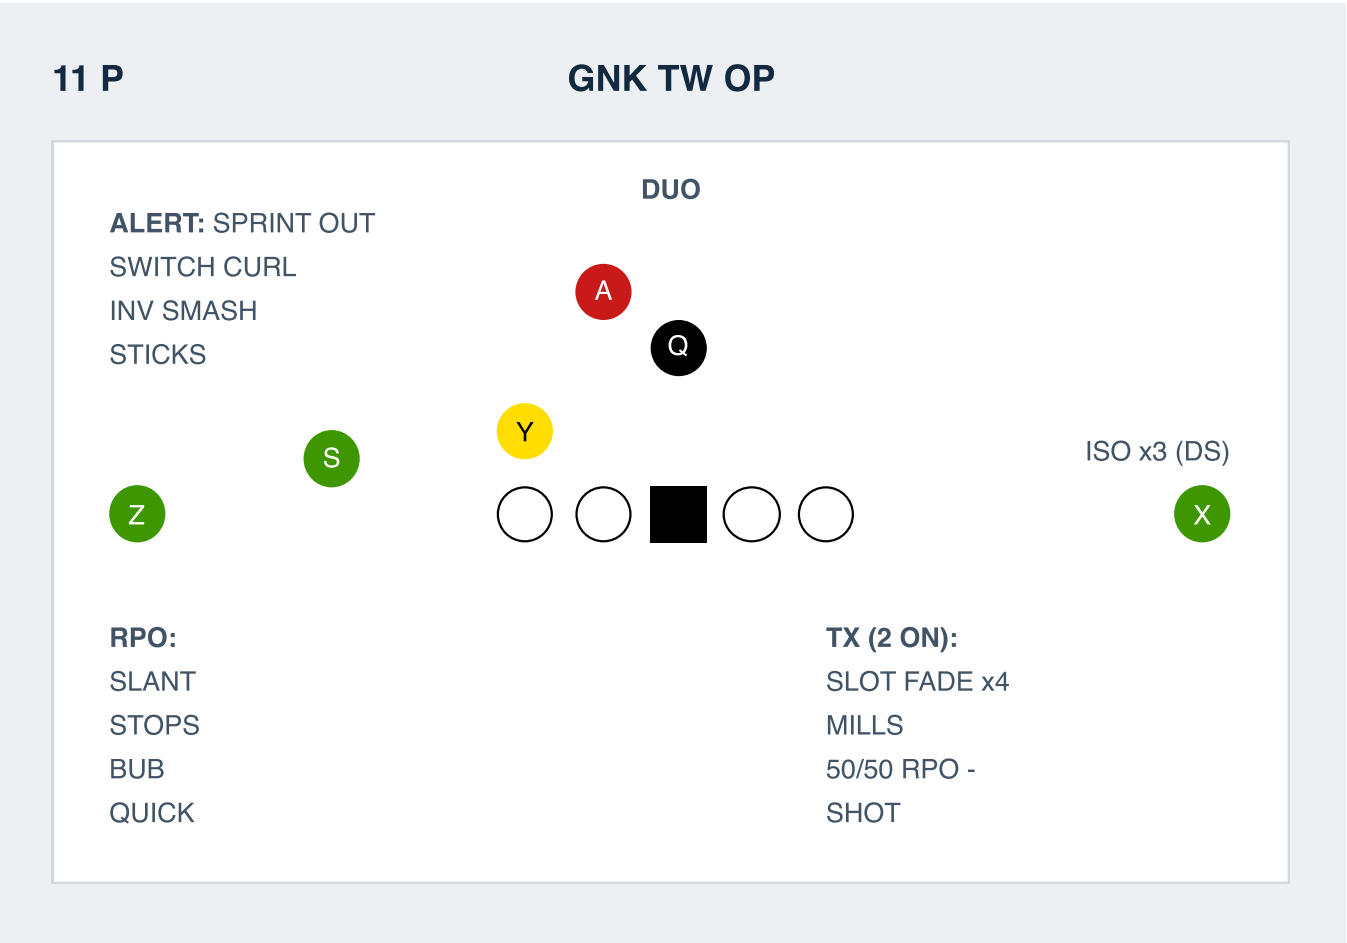 11 P
GNK TW OP
DUO
ALERT: SPRINT OUT
SWITCH CURL
INV SMASH
STICKS
A
Q
Y
S
ISO x3 (DS)
Z
X
RPO:
SLANT
STOPS
BUB
QUICK
TX (2 ON):
SLOT FADE x4
MILLS
50/50 RPO -
SHOT